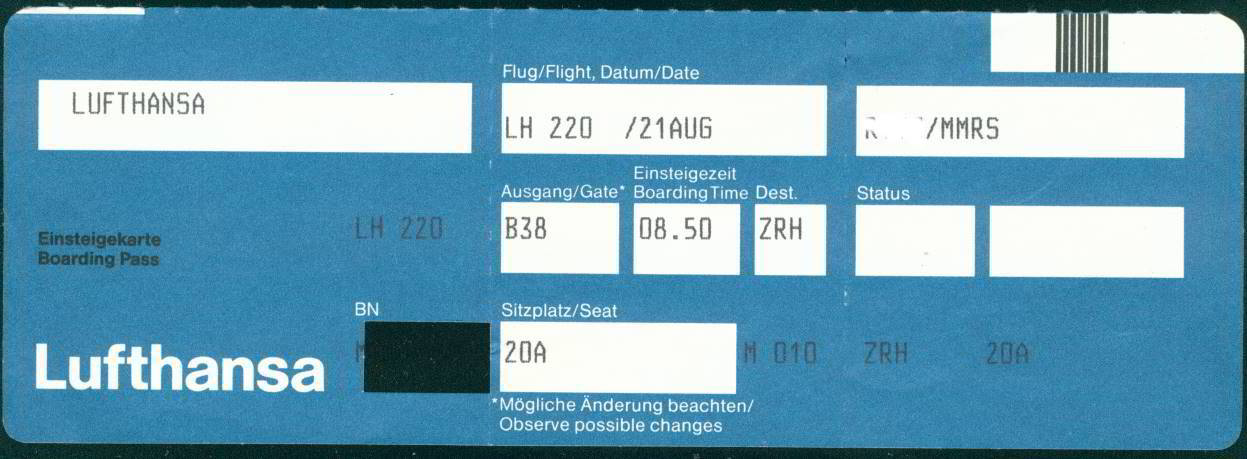 Flug/Flight, Datum/Date
LUFTHANSA
LH 220 /21AUG
/MMRS
Einsteigezeit
Ausgang/Gate* Boarding Time Dest. Status
LH 220 B38 08.50 ZRH
Einsteigekarte
Boarding Pass
BN Sitzplatz/Seat
20A M 010 ZRH 20A
Lufthansa
*Mögliche Änderung beachten/
Observe possible changes